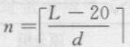 n = ⌈(L - 20)/d⌉